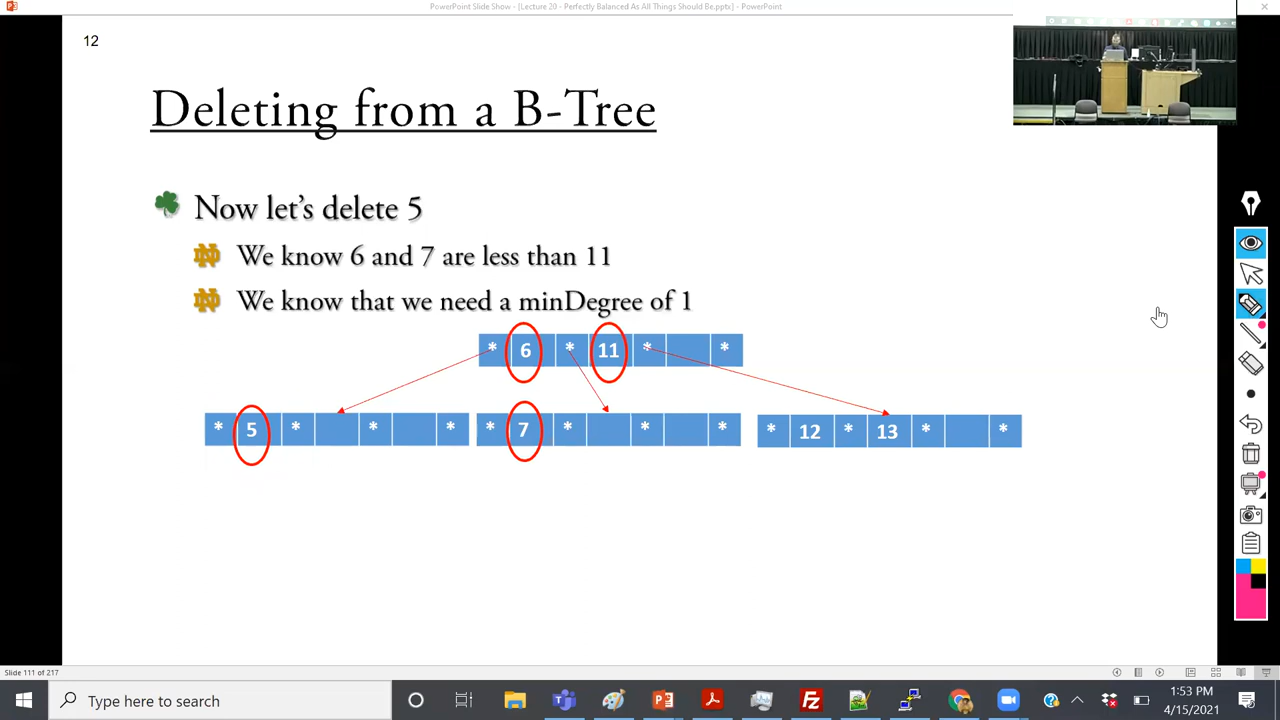 PowerPoint Slide Show - [Lecture 20 - Perfectly Balanced As All Things Should Be.pptx] - PowerPoint
12
Deleting from a B-Tree
Now let's delete 5
We know 6 and 7 are less than 11
We know that we need a minDegree of 1
* 6 * 11 * *
* 5 * * * * 7 * * * * 12 * 13 * *
Slide 111 of 217
Type here to search
1:53 PM
4/15/2021